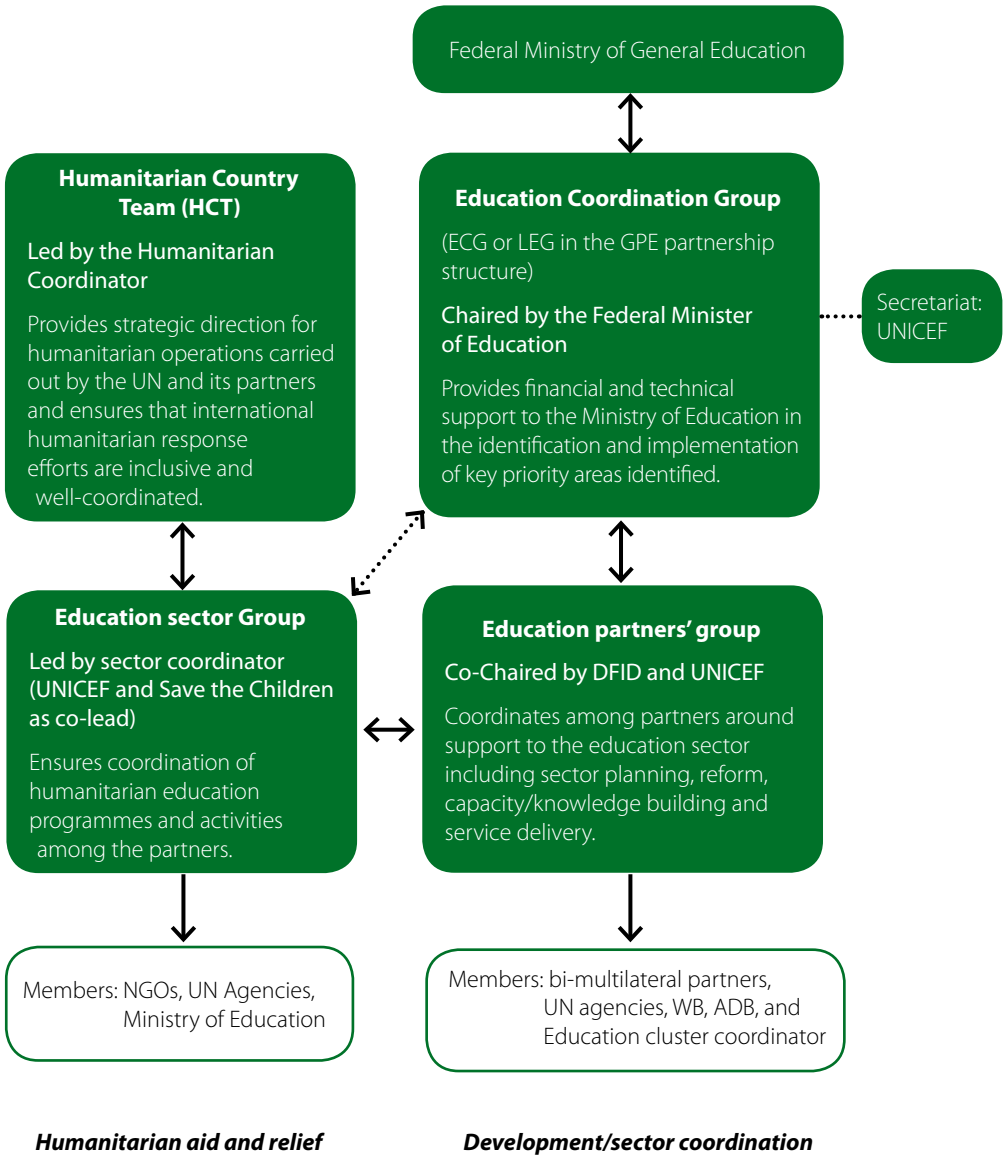 Federal Ministry of General Education
Humanitarian Country
Team (HCT)
Led by the Humanitarian
Coordinator
Provides strategic direction for
humanitarian operations carried
out by the UN and its partners
and ensures that international
humanitarian response
efforts are inclusive and
well-coordinated.
Education Coordination Group
(ECG or LEG in the GPE partnership
structure)
Chaired by the Federal Minister
of Education
Provides financial and technical
support to the Ministry of Education in
the identification and implementation
of key priority areas identified.
Secretariat:
UNICEF
Education sector Group
Led by sector coordinator
(UNICEF and Save the Children
as co-lead)
Ensures coordination of
humanitarian education
programmes and activities
among the partners.
Education partners’ group
Co-Chaired by DFID and UNICEF
Coordinates among partners around
support to the education sector
including sector planning, reform,
capacity/knowledge building and
service delivery.
Members: NGOs, UN Agencies,
Ministry of Education
Members: bi-multilateral partners,
UN agencies, WB, ADB, and
Education cluster coordinator
Humanitarian aid and relief
Development/sector coordination